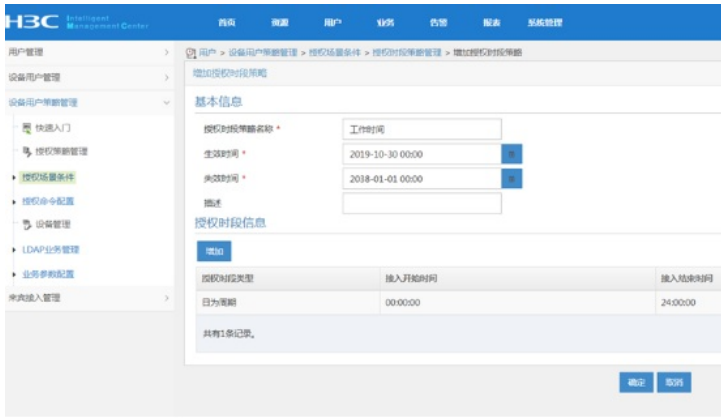 H3C Intelligent Management Center
首页 资源 用户 业务 告警 报表 系统管理
用户管理
设备用户管理
设备用户策略管理
快速入门
授权策略管理
授权场景条件
授权命令配置
设备管理
LDAP业务管理
业务参数配置
来宾接入管理
用户 > 设备用户策略管理 > 授权场景条件 > 授权时段策略管理 > 增加授权时段策略
增加授权时段策略
基本信息
授权时段策略名称 * 工作时间
生效时间 * 2019-10-30 00:00
失效时间 * 2038-01-01 00:00
描述
授权时段信息
增加
授权时段类型 接入开始时间 接入结束时间
日为周期 00:00:00 24:00:00
共有1条记录。
确定 取消